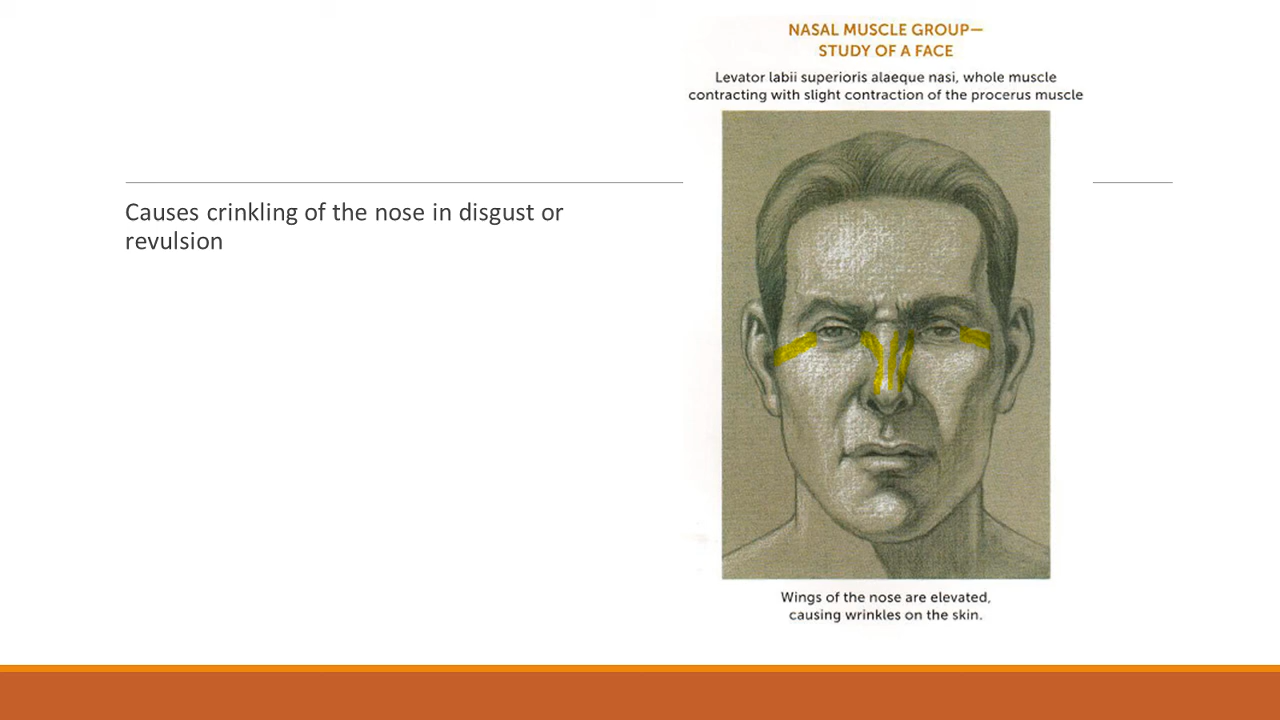 NASAL MUSCLE GROUP—
STUDY OF A FACE
Levator labii superioris alaeque nasi, whole muscle
contracting with slight contraction of the procerus muscle
Causes crinkling of the nose in disgust or
revulsion
Wings of the nose are elevated,
causing wrinkles on the skin.